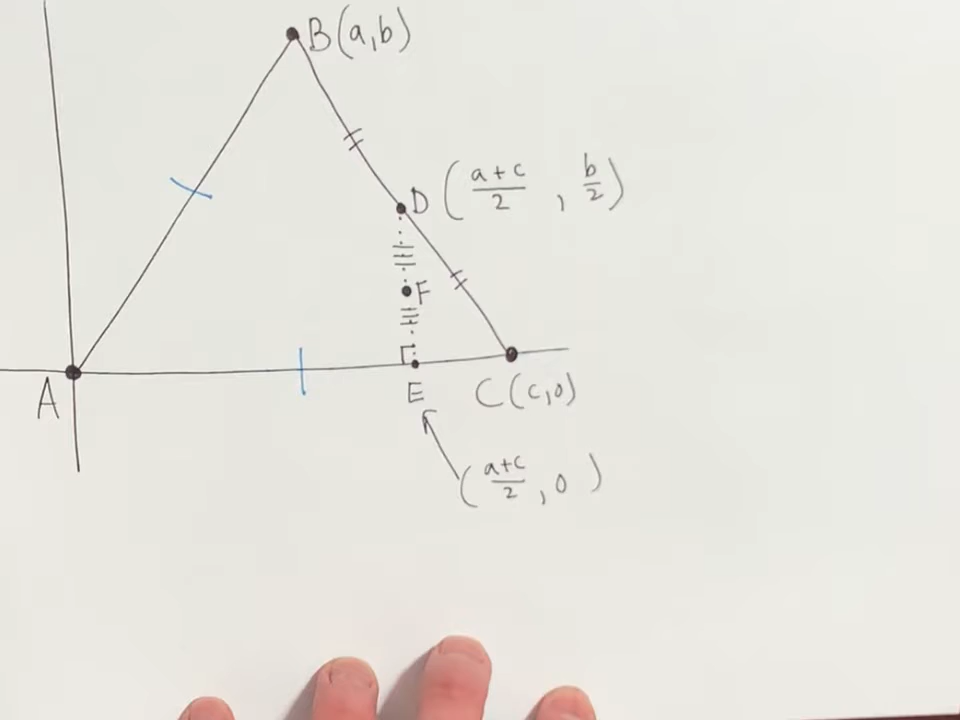 B(a,b)
D (a+c/2, b/2)
F
A
E
C(c,0)
(a+c/2, 0)